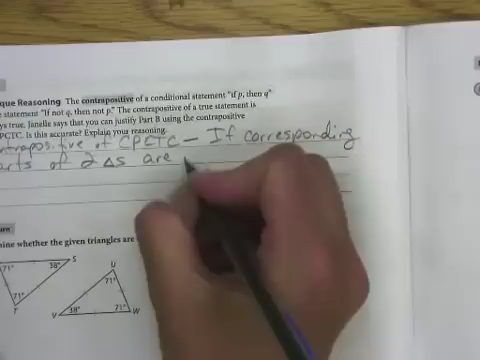 que Reasoning The contrapositive of a conditional statement "if p, then q"
statement "If not q, then not p." The contrapositive of a true statement is
ys true. Janelle says that you can justify Part B using the contrapositive
PCTC. Is this accurate? Explain your reasoning.
ntrapositive of CPCTC – If corresponding
arts of 2 Δs are
mine whether the given triangles are
71° 38° S
71°
T
U
71°
V 38° 71° W